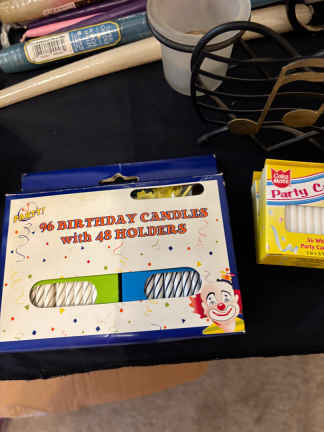 PARTY
96 BIRTHDAY CANDLES
with 48 HOLDERS
Cake
Mate
Party C